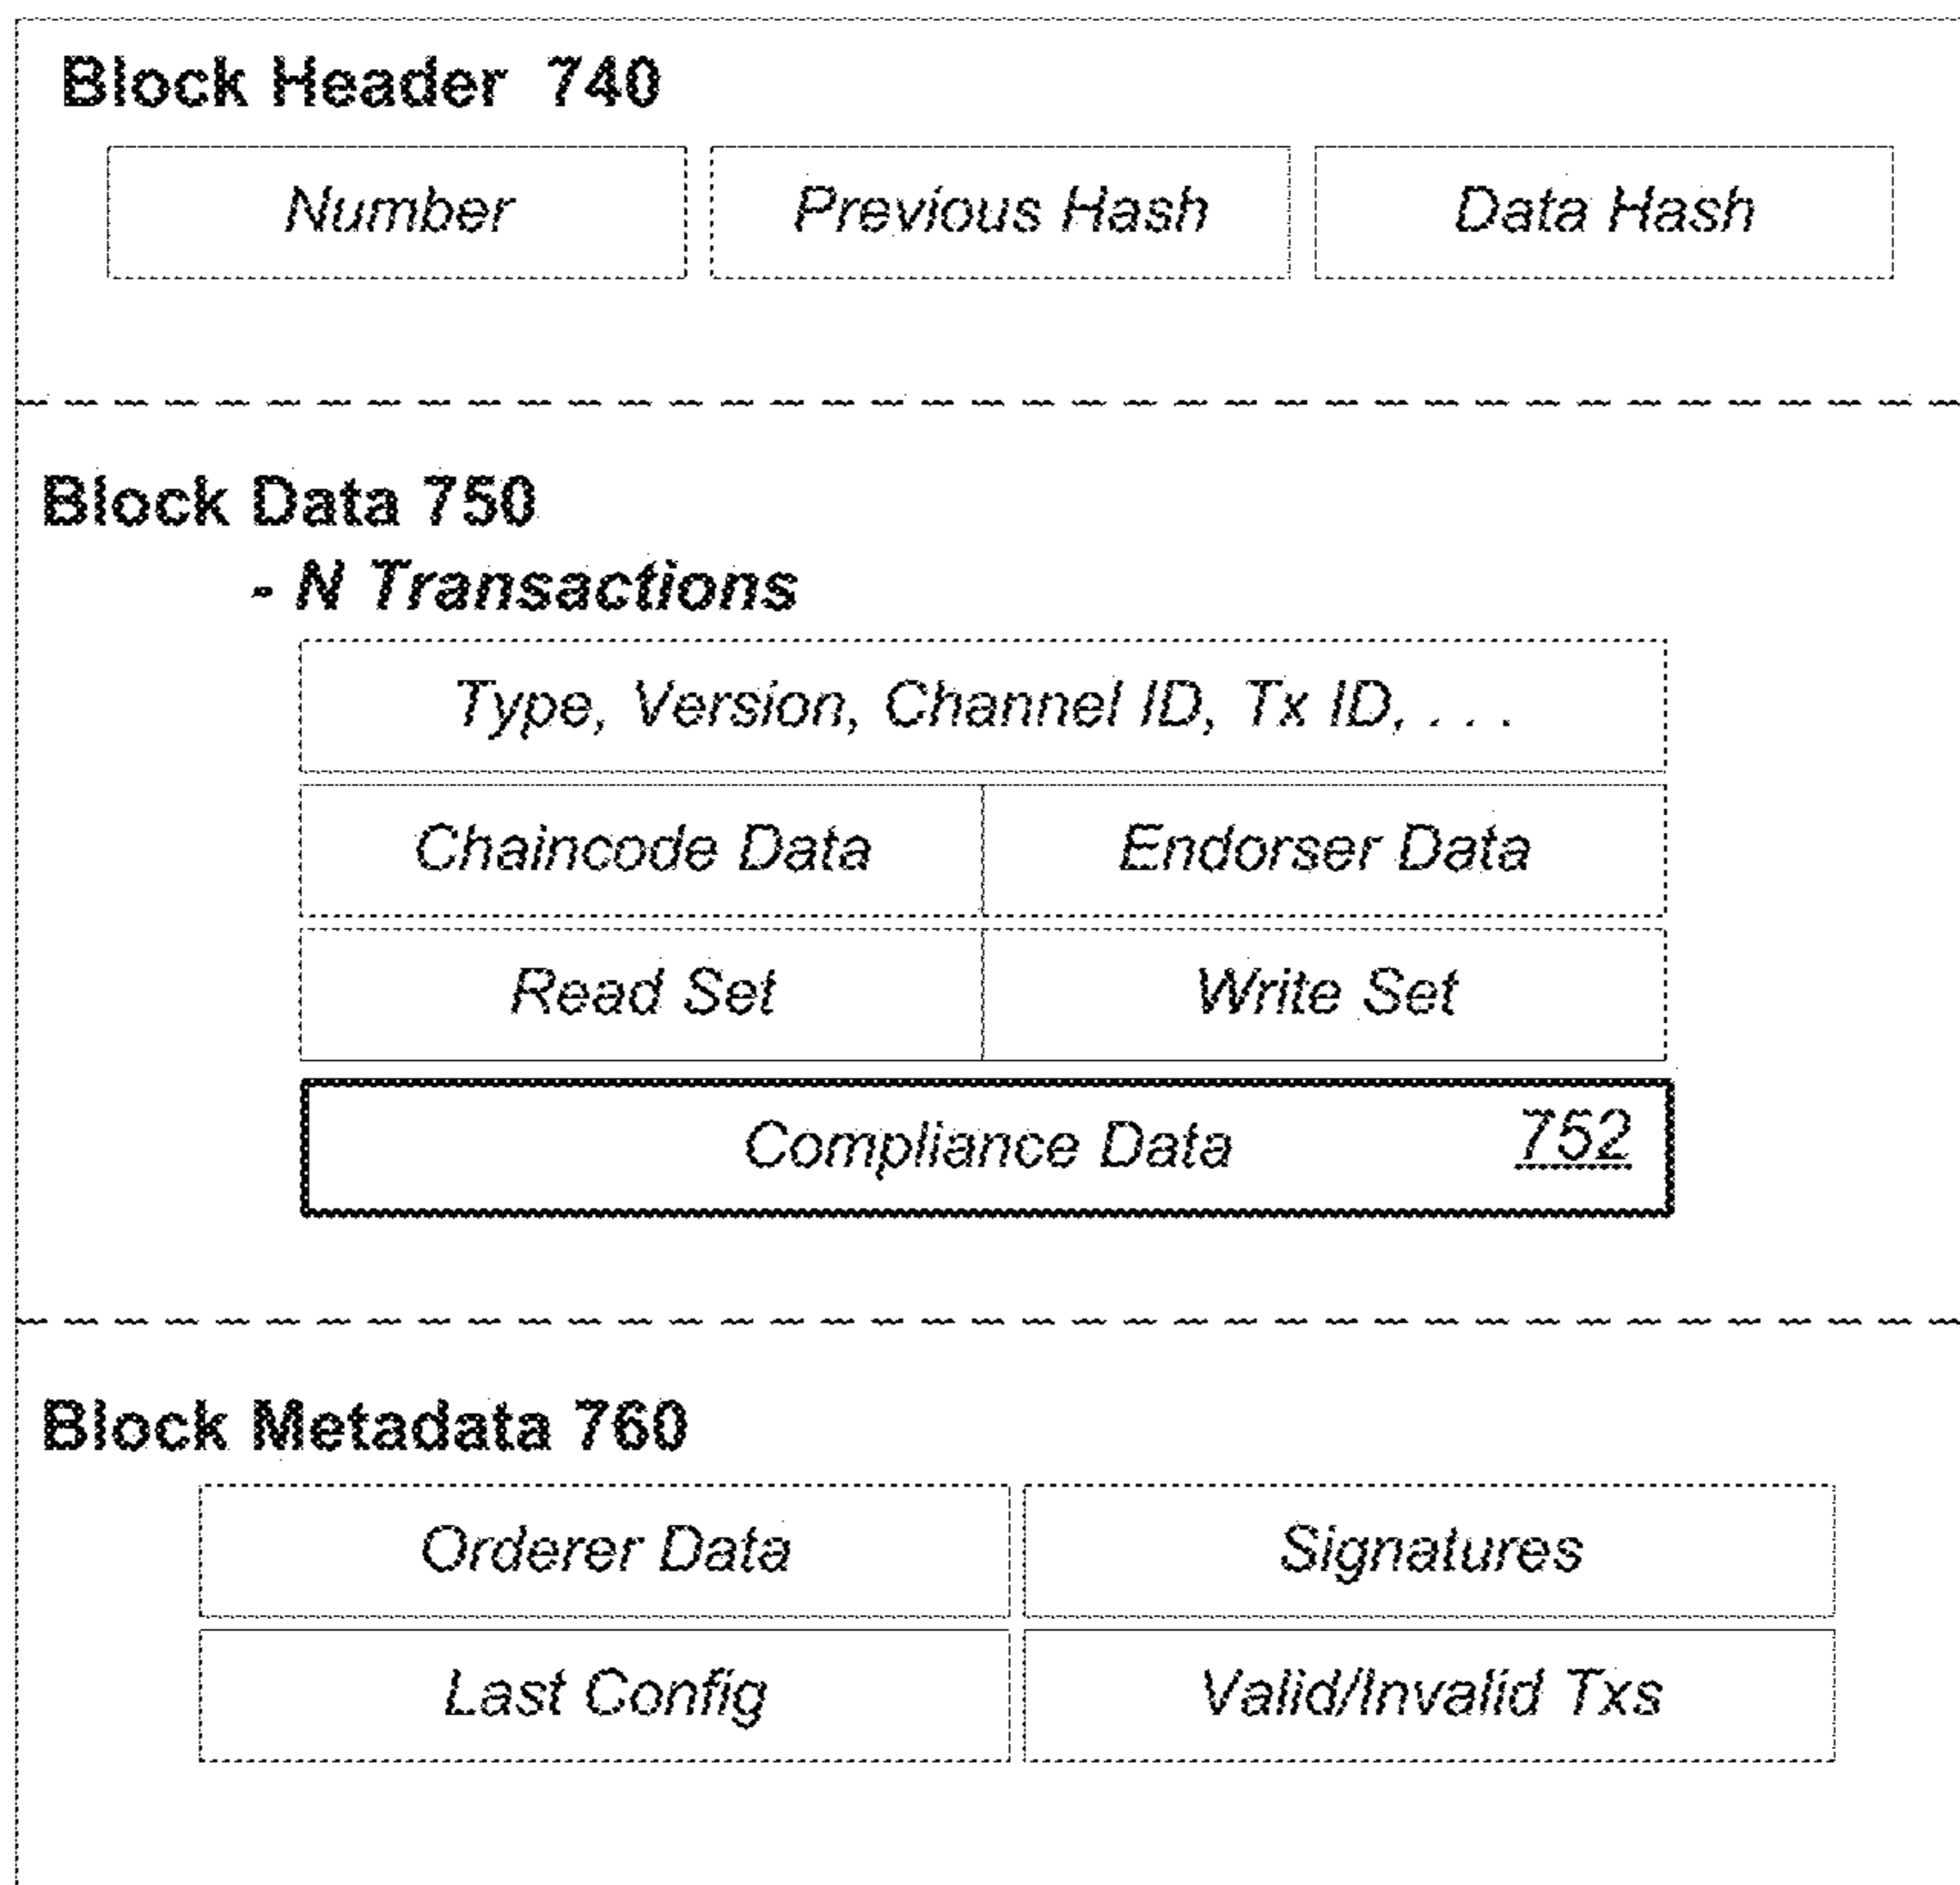 Block Header 740
Number Previous Hash Data Hash
Block Data 750
- N Transactions
Type, Version, Channel ID, Tx ID, . . .
Chaincode Data Endorser Data
Read Set Write Set
Compliance Data 752
Block Metadata 760
Orderer Data Signatures
Last Config Valid/Invalid Txs